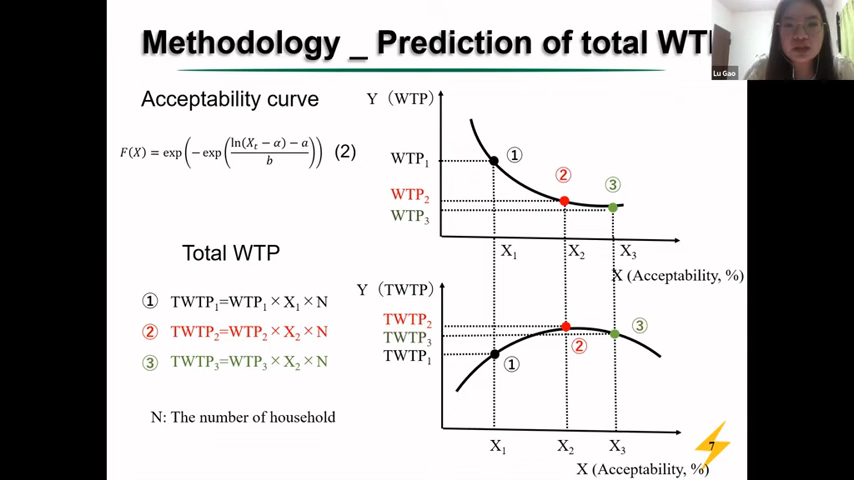 Methodology _ Prediction of total WTP
Lu Gao
Acceptability curve
F(X) = exp(−exp((ln(Xₜ − α) − a)/b)) (2)
Y（WTP)
WTP₁
WTP₂
WTP₃
①
②
③
X₁ X₂ X₃
X (Acceptability, %)
Total WTP
① TWTP₁=WTP₁×X₁×N
② TWTP₂=WTP₂×X₂×N
③ TWTP₃=WTP₃×X₂×N
N: The number of household
Y（TWTP)
TWTP₂
TWTP₃
TWTP₁
①
②
③
X₁ X₂ X₃
X (Acceptability, %)
7